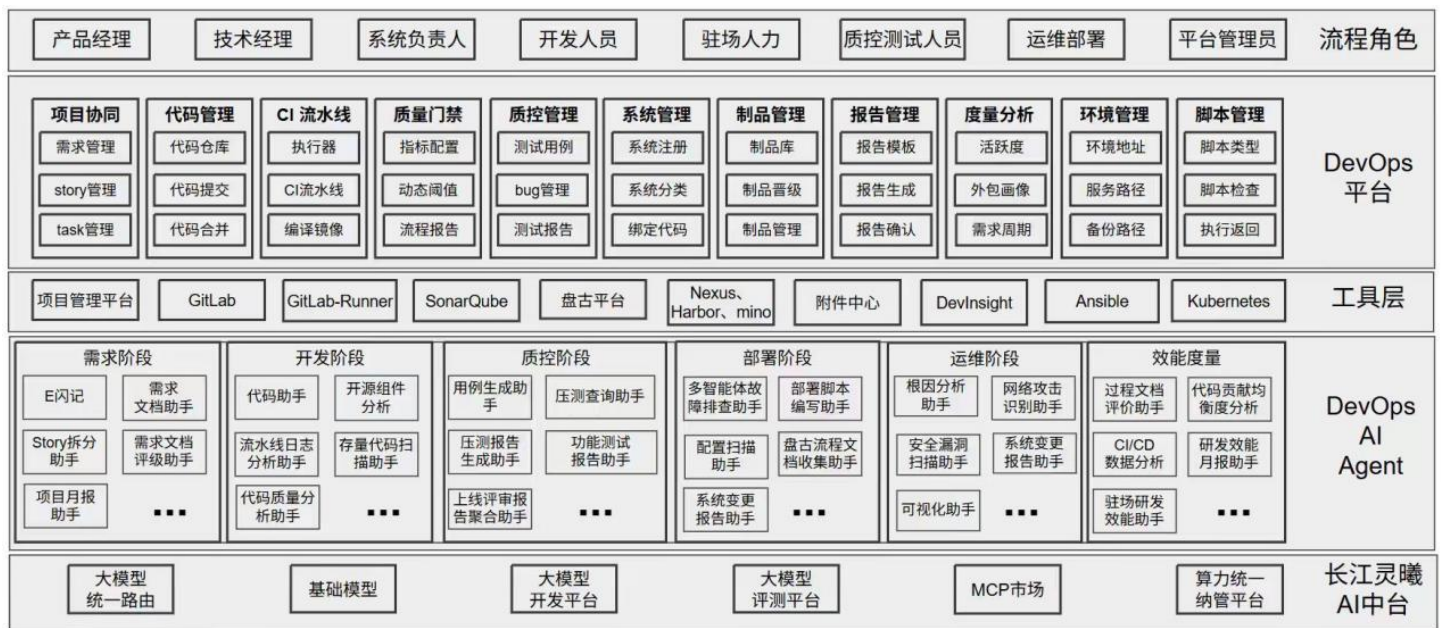 产品经理 技术经理 系统负责人 开发人员 驻场人力 质控测试人员 运维部署 平台管理员 流程角色
项目协同 代码管理 CI 流水线 质量门禁 质控管理 系统管理 制品管理 报告管理 度量分析 环境管理 脚本管理
需求管理 代码仓库 执行器 指标配置 测试用例 系统注册 制品库 报告模板 活跃度 环境地址 脚本类型
story管理 代码提交 CI流水线 动态阈值 bug管理 系统分类 制品晋级 报告生成 外包画像 服务路径 脚本检查
task管理 代码合并 编译镜像 流程报告 测试报告 绑定代码 制品管理 报告确认 需求周期 备份路径 执行返回
DevOps
平台
项目管理平台 GitLab GitLab-Runner SonarQube 盘古平台
Nexus、
Harbor、mino
附件中心 DevInsight Ansible Kubernetes 工具层
需求阶段
E闪记
需求
文档助手
Story拆分
助手
需求文档
评级助手
项目月报
助手
...
开发阶段
代码助手
开源组件
分析
流水线日志
分析助手
存量代码扫
描助手
代码质量分
析助手
...
质控阶段
用例生成助
手
压测查询助手
压测报告
生成助手
功能测试
报告助手
上线评审报
告聚合助手
...
部署阶段
多智能体故
障排查助手
部署脚本
编写助手
配置扫描
助手
盘古流程文
档收集助手
系统变更
报告助手
...
运维阶段
根因分析
助手
网络攻击
识别助手
安全漏洞
扫描助手
系统变更
报告助手
可视化助手
...
效能度量
过程文档
评价助手
代码贡献均
衡度分析
CI/CD
数据分析
研发效能
月报助手
驻场研发
效能助手
...
DevOps
AI
Agent
大模型
统一路由
基础模型
大模型
开发平台
大模型
评测平台
MCP市场
算力统一
纳管平台
长江灵曦
AI中台